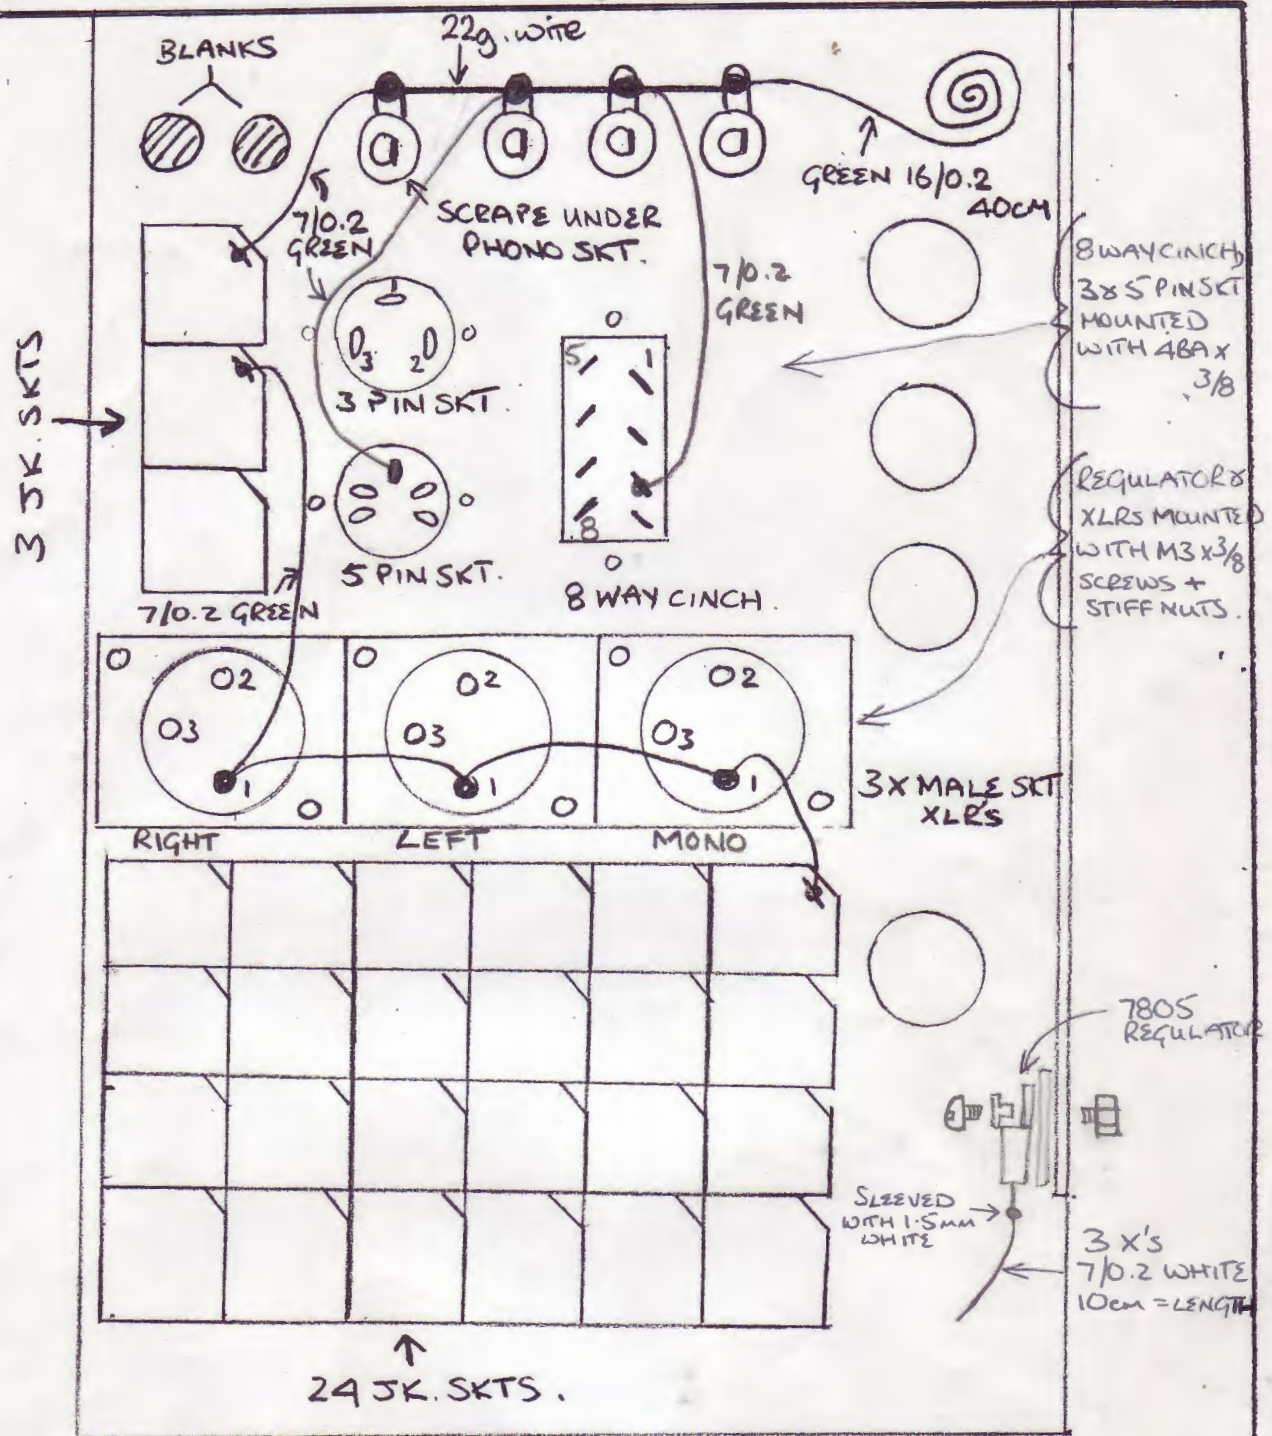 22g. wire
BLANKS
GREEN 16/0.2
40CM
7/0.2
GREEN
SCRAPE UNDER
PHONO SKT.
7/0.2
GREEN
8 WAY CINCH,
3 & 5 PIN SKT
MOUNTED
WITH 4BA x
3/8
3 JK. SKTS
1
3
2
3 PIN SKT.
5
1
8
5 PIN SKT.
8 WAY CINCH.
7/0.2 GREEN
REGULATOR &
XLRS MOUNTED
WITH M3 x 3/8
SCREWS +
STIFF NUTS.
2
3
1
2
3
1
2
3
1
3 X MALE SKT
XLR's
RIGHT
LEFT
MONO
7805
REGULATOR
SLEEVED
WITH 1.5MM
WHITE
3 X's
7/0.2 WHITE
10cm = LENGTH
24 JK. SKTS.